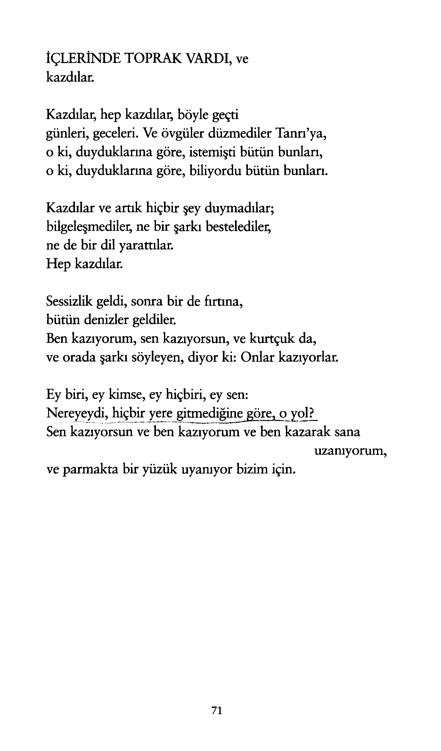 İÇLERİNDE TOPRAK VARDI, ve
kazdılar.
Kazdılar, hep kazdılar, böyle geçti
günleri, geceleri. Ve övgüler düzmediler Tanrı'ya,
o ki, duyduklarına göre, istemişti bütün bunları,
o ki, duyduklarına göre, biliyordu bütün bunları.
Kazdılar ve artık hiçbir şey duymadılar;
bilgeleşmediler, ne bir şarkı bestelediler,
ne de bir dil yarattılar.
Hep kazdılar.
Sessizlik geldi, sonra bir de fırtına,
bütün denizler geldiler.
Ben kazıyorum, sen kazıyorsun, ve kurtçuk da,
ve orada şarkı söyleyen, diyor ki: Onlar kazıyorlar.
Ey biri, ey kimse, ey hiçbiri, ey sen:
Nereyeydi, hiçbir yere gitmediğine göre, o yol?
Sen kazıyorsun ve ben kazıyorum ve ben kazarak sana
uzanıyorum,
ve parmakta bir yüzük uyanıyor bizim için.
71